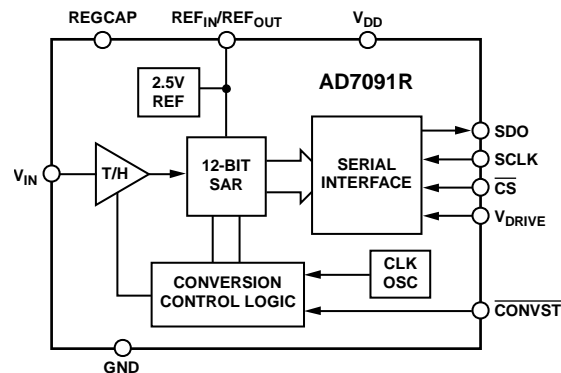 REGCAP
REFIN/REFOUT
VDD
2.5V
REF
AD7091R
VIN
T/H
12-BIT
SAR
SERIAL
INTERFACE
SDO
SCLK
CS
VDRIVE
CONVERSION
CONTROL LOGIC
CLK
OSC
CONVST
GND